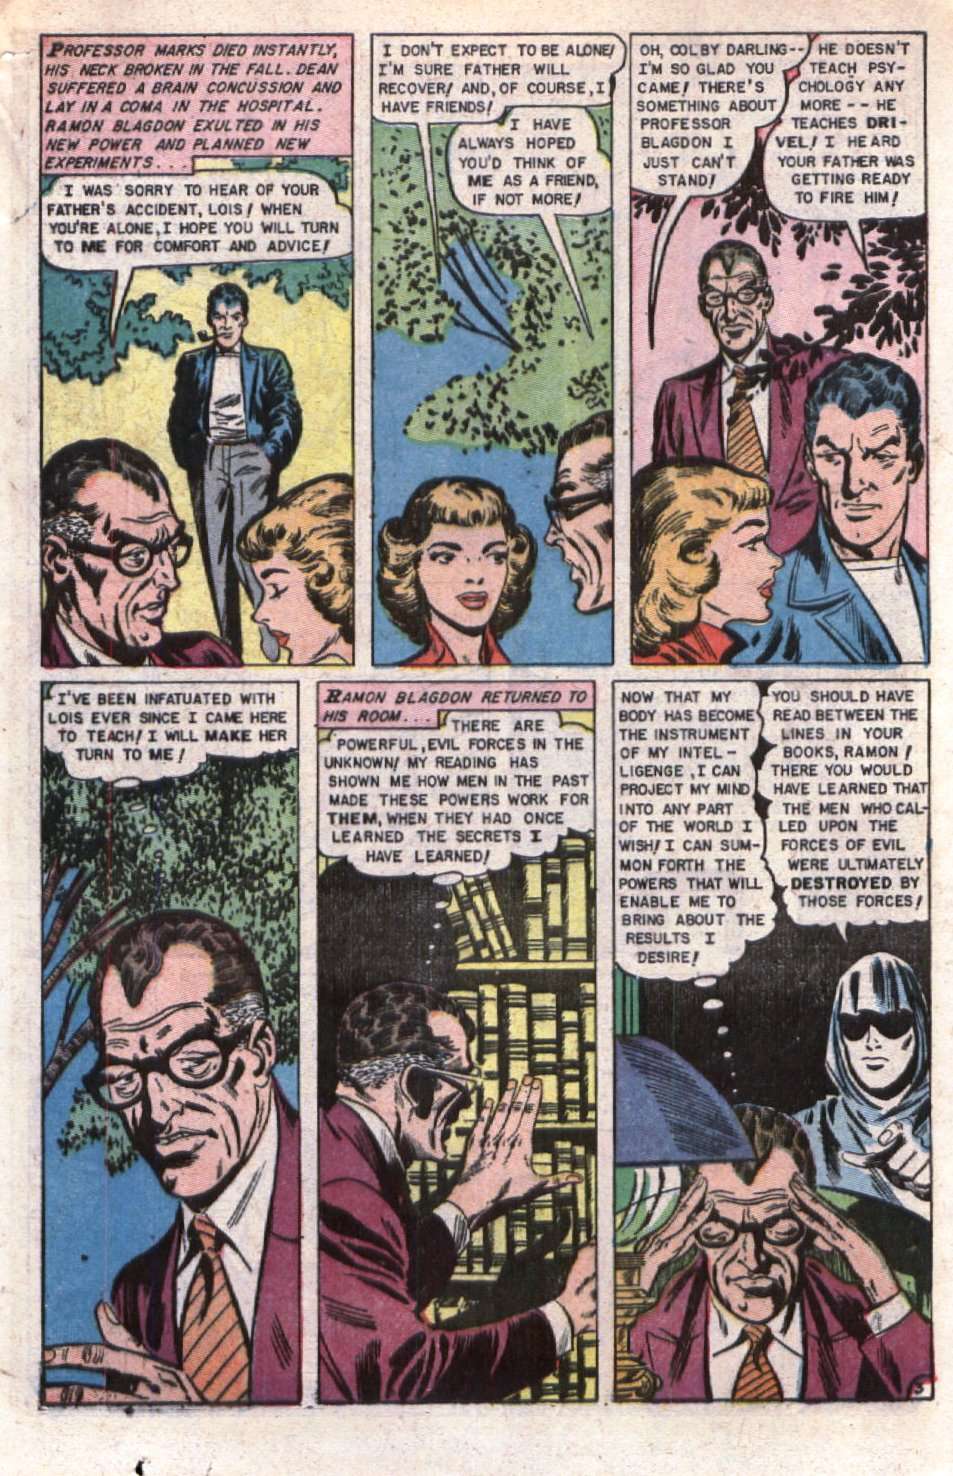 PROFESSOR MARKS DIED INSTANTLY,
HIS NECK BROKEN IN THE FALL. DEAN
SUFFERED A BRAIN CONCUSSION AND
LAY IN A COMA IN THE HOSPITAL.
RAMON BLAGDON EXULTED IN HIS
NEW POWER AND PLANNED NEW
EXPERIMENTS...
I WAS SORRY TO HEAR OF YOUR
FATHER'S ACCIDENT, LOIS! WHEN
YOU'RE ALONE, I HOPE YOU WILL TURN
TO ME FOR COMFORT AND ADVICE!
I DON'T EXPECT TO BE ALONE!
I'M SURE FATHER WILL
RECOVER! AND, OF COURSE, I
HAVE FRIENDS!
I HAVE
ALWAYS HOPED
YOU'D THINK OF
ME AS A FRIEND,
IF NOT MORE!
OH, COLBY DARLING--
I'M SO GLAD YOU
CAME! THERE'S
SOMETHING ABOUT
PROFESSOR
BLAGDON I
JUST CAN'T
STAND!
HE DOESN'T
TEACH PSY-
CHOLOGY ANY
MORE -- HE
TEACHES DRI-
VEL! I HEARD
YOUR FATHER WAS
GETTING READY
TO FIRE HIM!
I'VE BEEN INFATUATED WITH
LOIS EVER SINCE I CAME HERE
TO TEACH! I WILL MAKE HER
TURN TO ME!
RAMON BLAGDON RETURNED TO
HIS ROOM...
THERE ARE
POWERFUL, EVIL FORCES IN THE
UNKNOWN! MY READING HAS
SHOWN ME HOW MEN IN THE PAST
MADE THESE POWERS WORK FOR
THEM, WHEN THEY HAD ONCE
LEARNED THE SECRETS I
HAVE LEARNED!
NOW THAT MY
BODY HAS BECOME
THE INSTRUMENT
OF MY INTEL-
LIGENGE, I CAN
PROJECT MY MIND
INTO ANY PART
OF THE WORLD I
WISH! I CAN SUM-
MON FORTH THE
POWERS THAT WILL
ENABLE ME TO
BRING ABOUT THE
RESULTS I
DESIRE!
YOU SHOULD HAVE
READ BETWEEN THE
LINES IN YOUR
BOOKS, RAMON!
THERE YOU WOULD
HAVE LEARNED THAT
THE MEN WHO CAL-
LED UPON THE
FORCES OF EVIL
WERE ULTIMATELY
DESTROYED BY
THOSE FORCES!
3